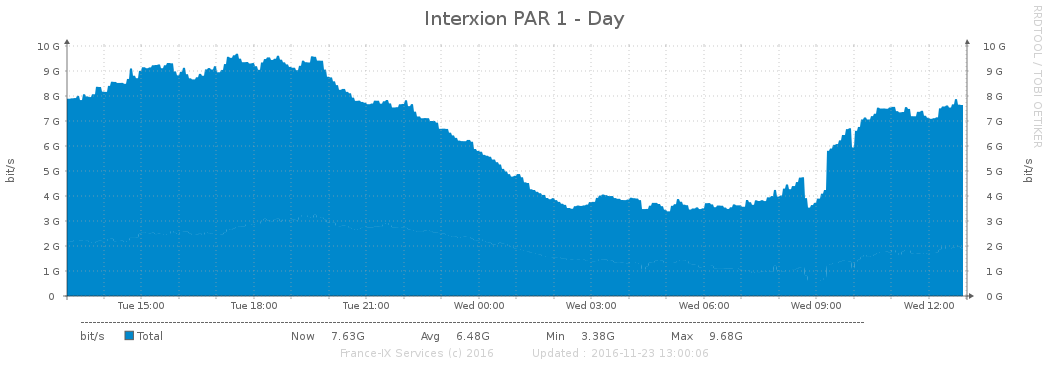 Interxion PAR 1 - Day
RRDTOOL / TOBI OETIKER
bit/s
10 G
9 G
8 G
7 G
6 G
5 G
4 G
3 G
2 G
1 G
0
10 G
9 G
8 G
7 G
6 G
5 G
4 G
3 G
2 G
1 G
0 G
bit/s
Tue 15:00 Tue 18:00 Tue 21:00 Wed 00:00 Wed 03:00 Wed 06:00 Wed 09:00 Wed 12:00
bit/s Total Now 7.63G Avg 6.48G Min 3.38G Max 9.68G
France-IX Services (c) 2016 Updated : 2016-11-23 13:00:06